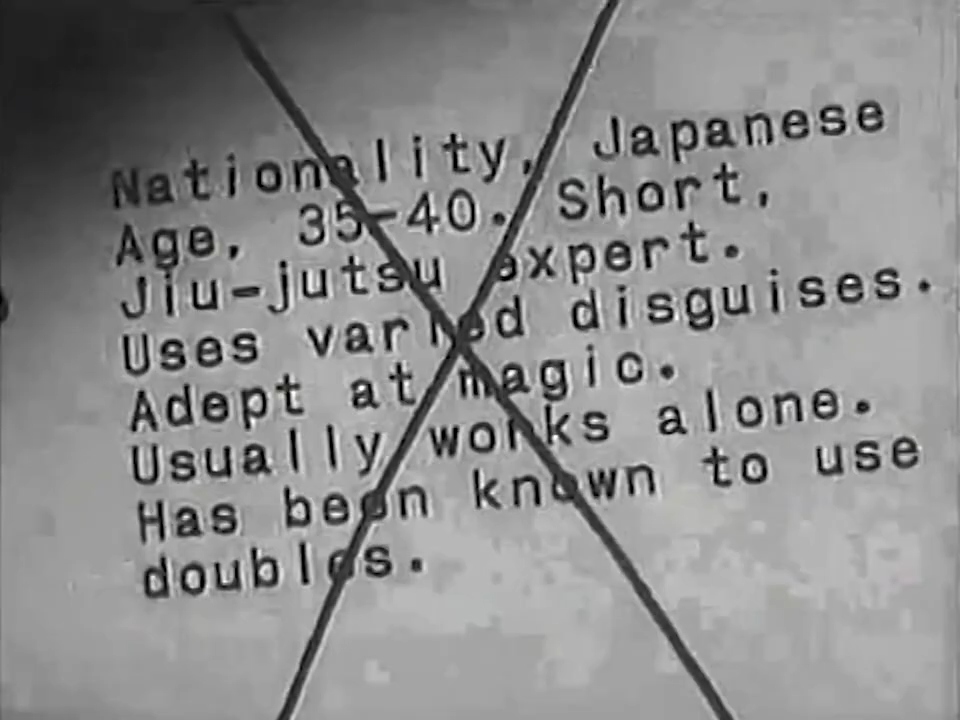 Nationality, Japanese
Age, 35-40. Short,
Jiu-jutsu expert.
Uses varied disguises.
Adept at magic.
Usually works alone.
Has been known to use
doubles.